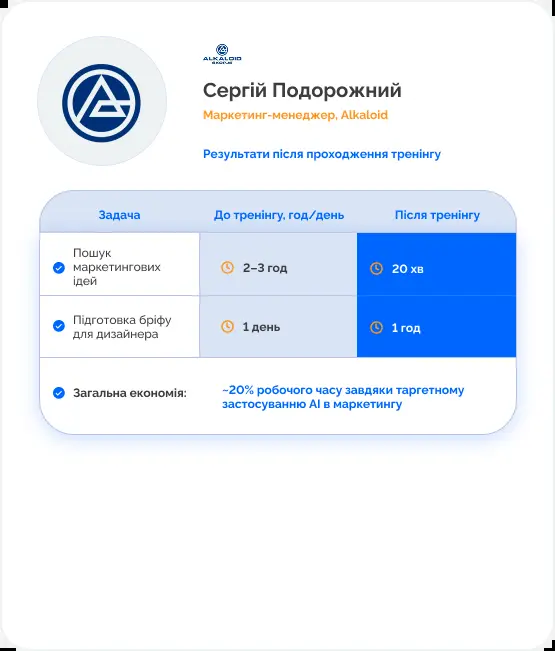 ALKALOID
Сергій Подорожний
Маркетинг-менеджер, Alkaloid
Результати після проходження тренінгу
Задача
До тренінгу, год/день
Після тренінгу
Пошук
маркетингових
ідей
2–3 год
20 хв
Підготовка бріфу
для дизайнера
1 день
1 год
Загальна економія:
~20% робочого часу завдяки таргетному
застосуванню AI в маркетингу